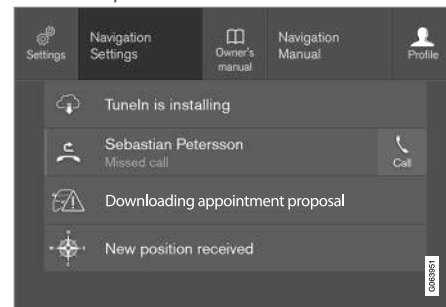 Settings
Navigation
Settings
Owner's
manual
Navigation
Manual
Profile
TuneIn is installing
Sebastian Petersson
Missed call
Call
Downloading appointment proposal
New position received
G063951